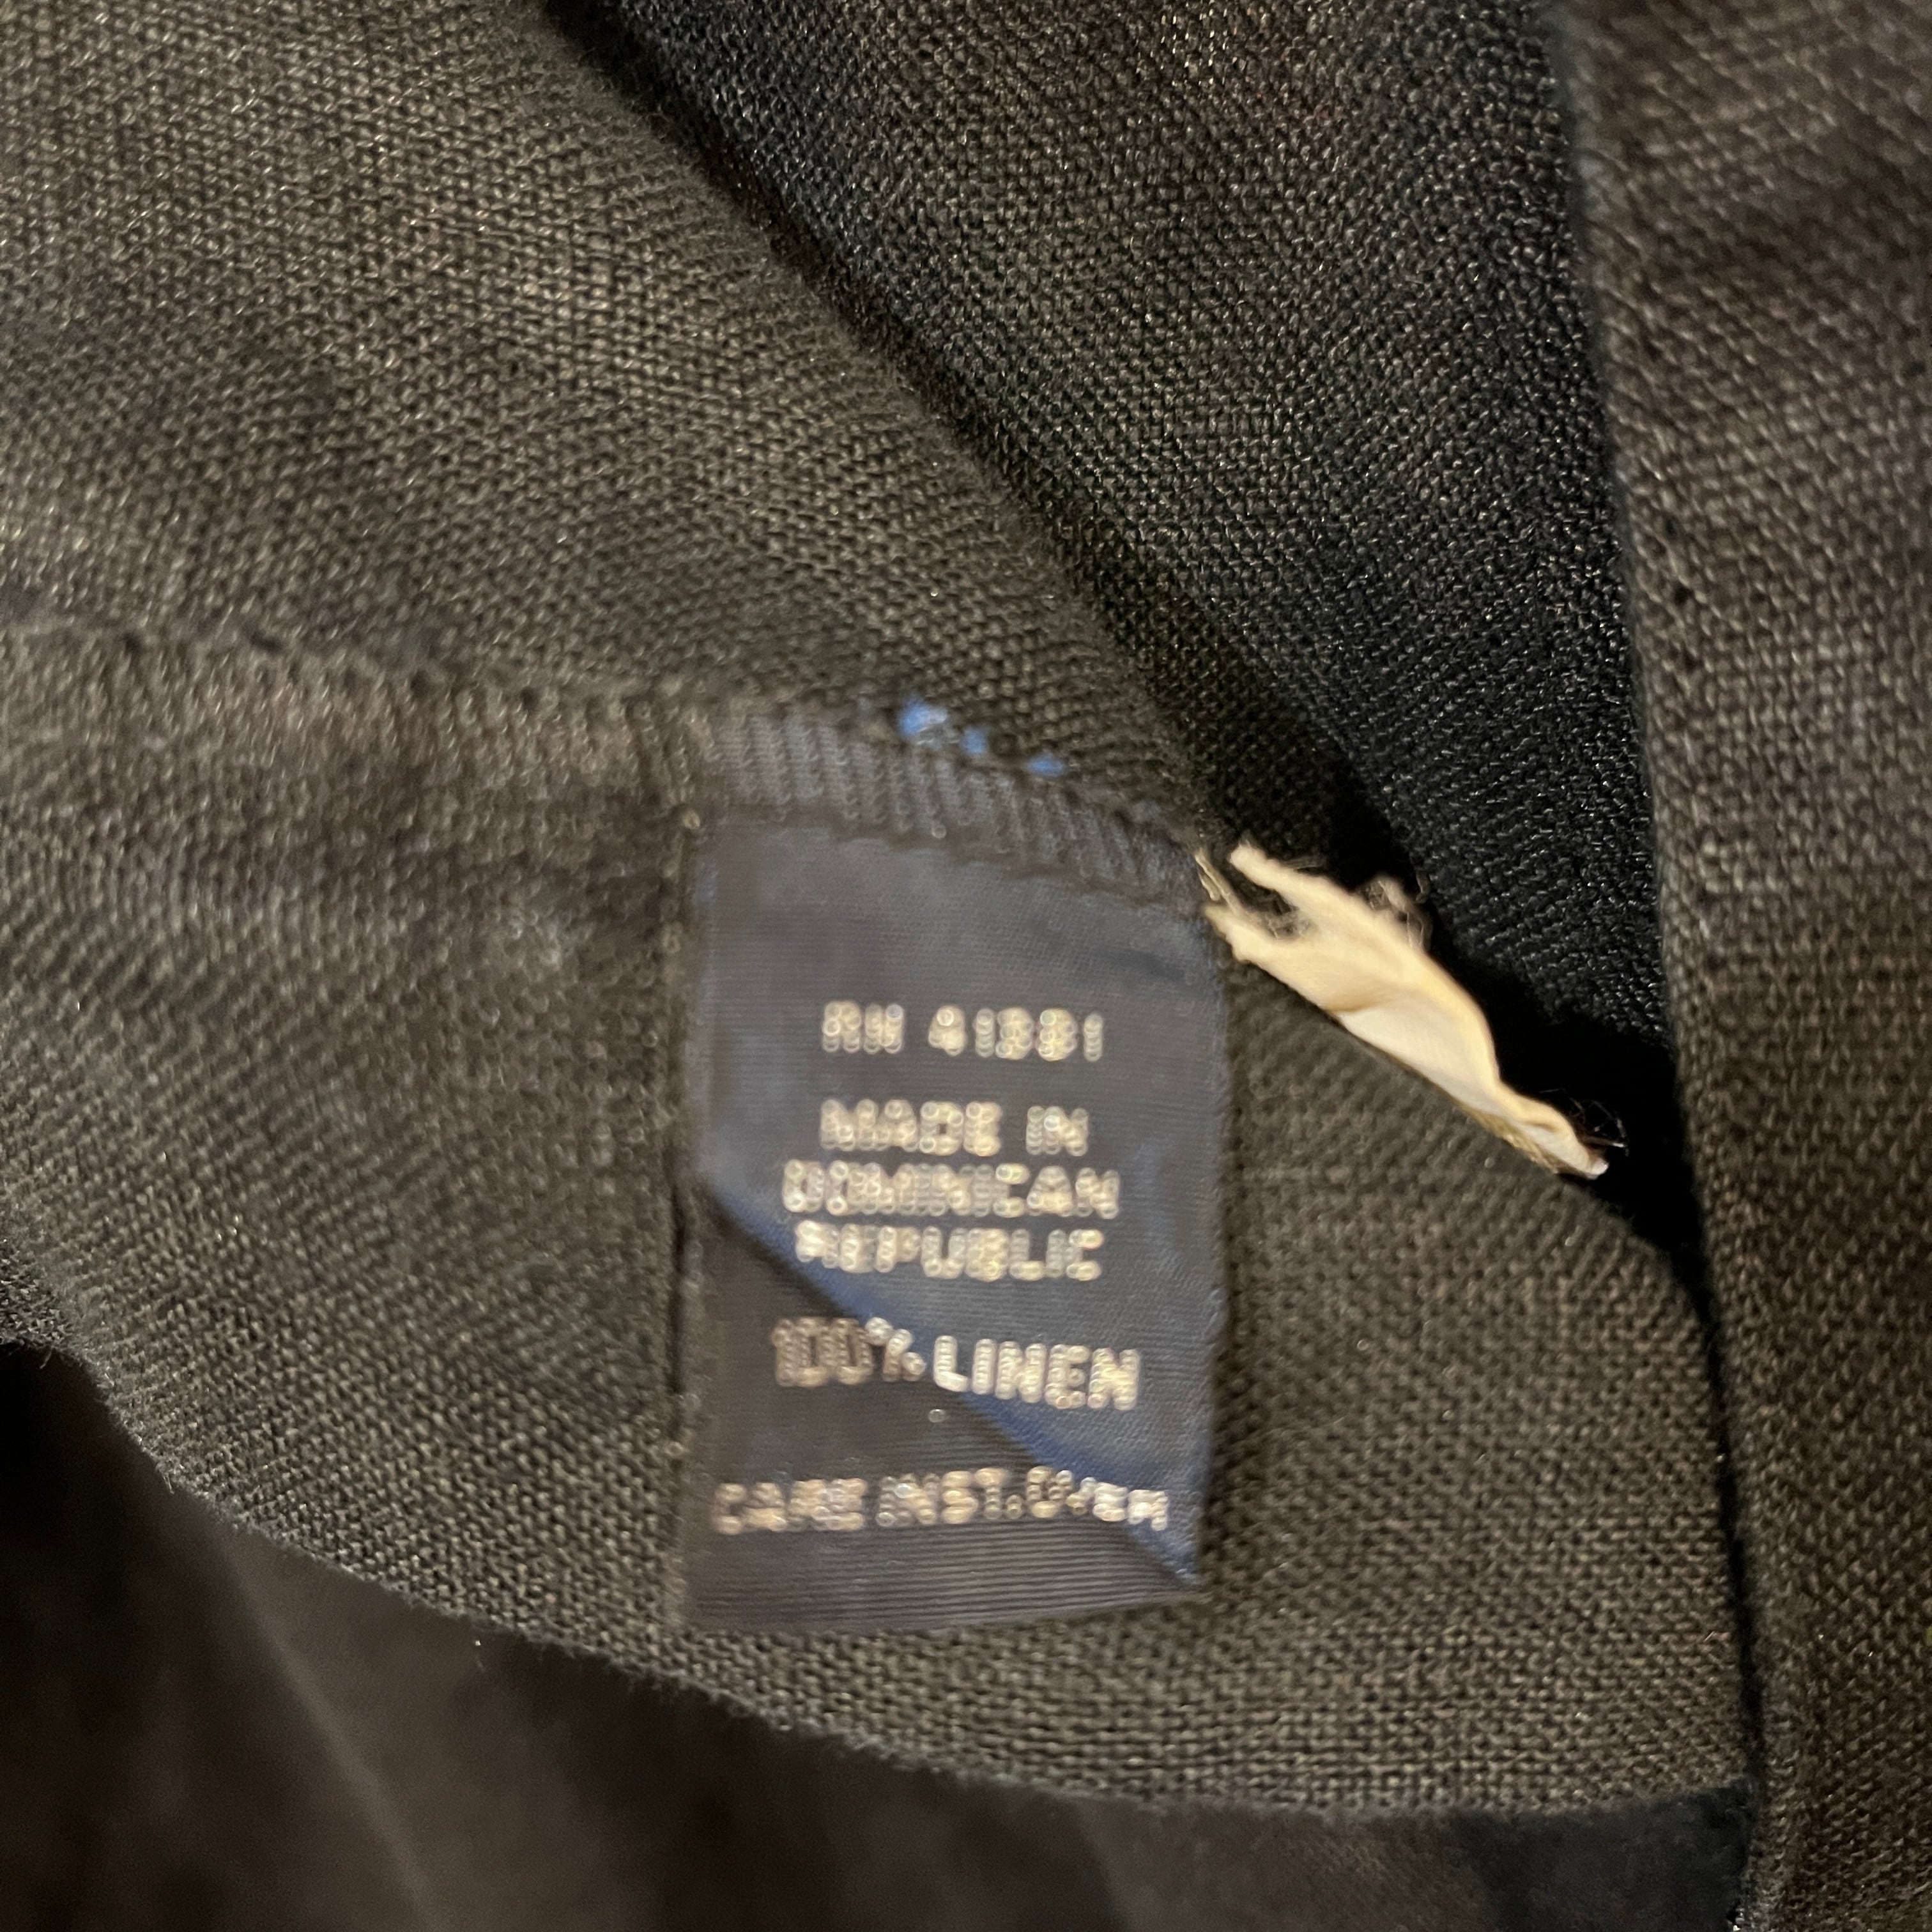 RN 41381
MADE IN
DOMINICAN
REPUBLIC
100% LINEN
CARE INST. OVER